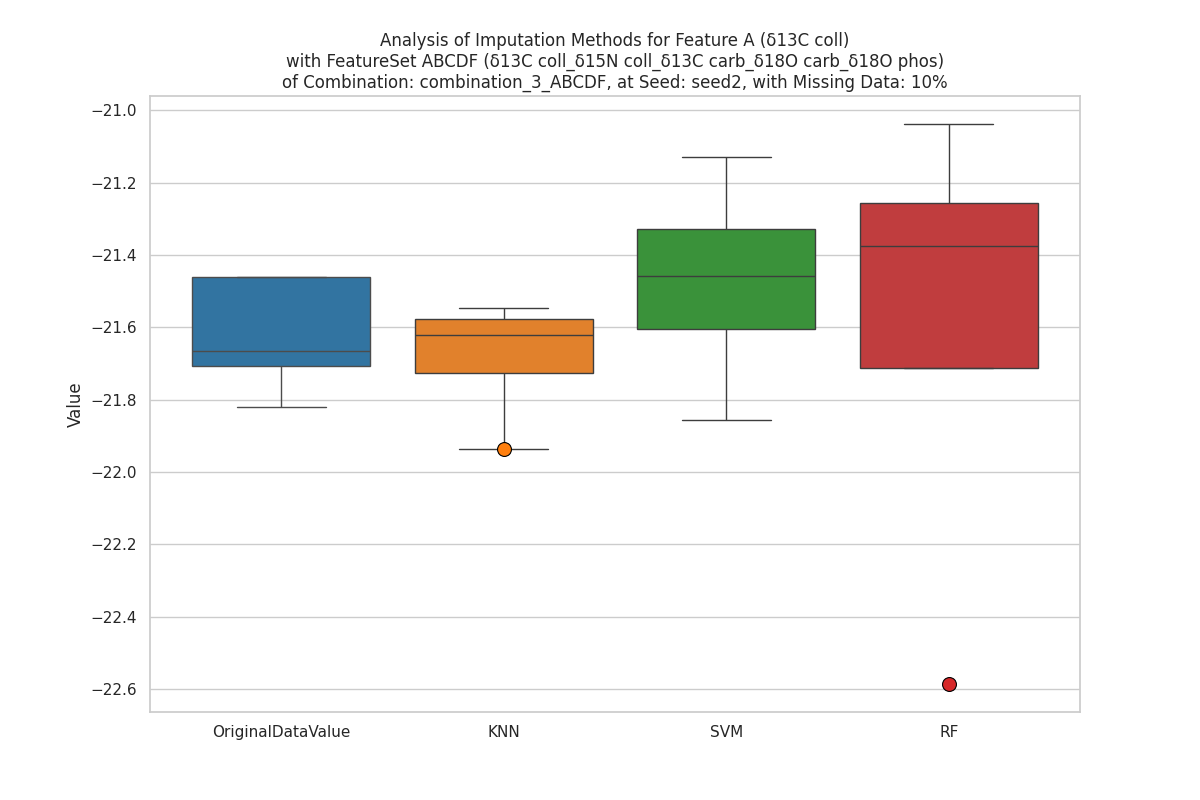 Analysis of Imputation Methods for Feature A (δ13C coll)
with FeatureSet ABCDF (δ13C coll_δ15N coll_δ13C carb_δ18O carb_δ18O phos)
of Combination: combination_3_ABCDF, at Seed: seed2, with Missing Data: 10%
−21.0
−21.2
−21.4
−21.6
−21.8
−22.0
−22.2
−22.4
−22.6
Value
OriginalDataValue
KNN
SVM
RF